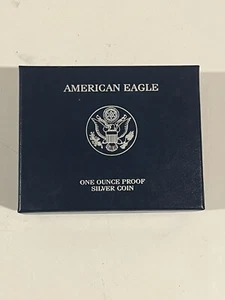 AMERICAN EAGLE
ONE OUNCE PROOF
SILVER COIN